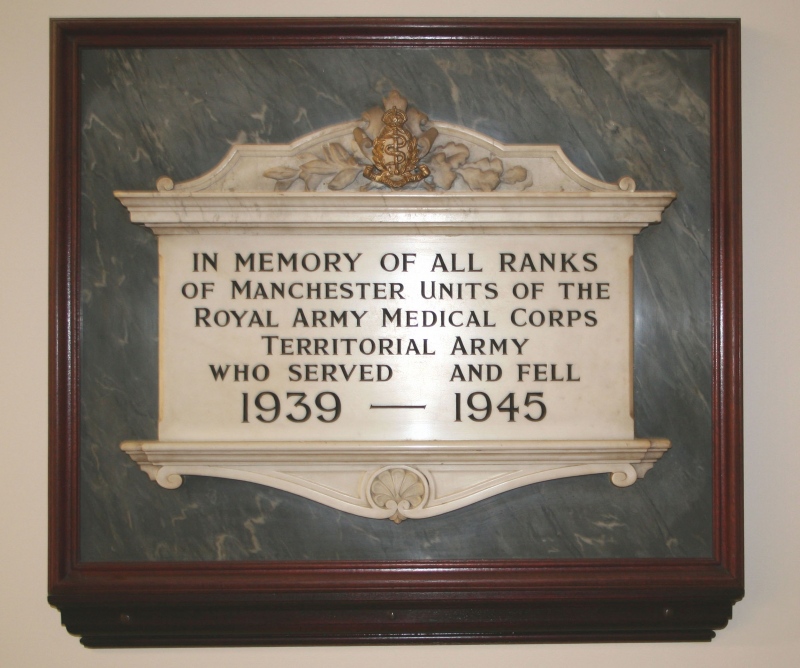 IN MEMORY OF ALL RANKS
OF MANCHESTER UNITS OF THE
ROYAL ARMY MEDICAL CORPS
TERRITORIAL ARMY
WHO SERVED AND FELL
1939 — 1945